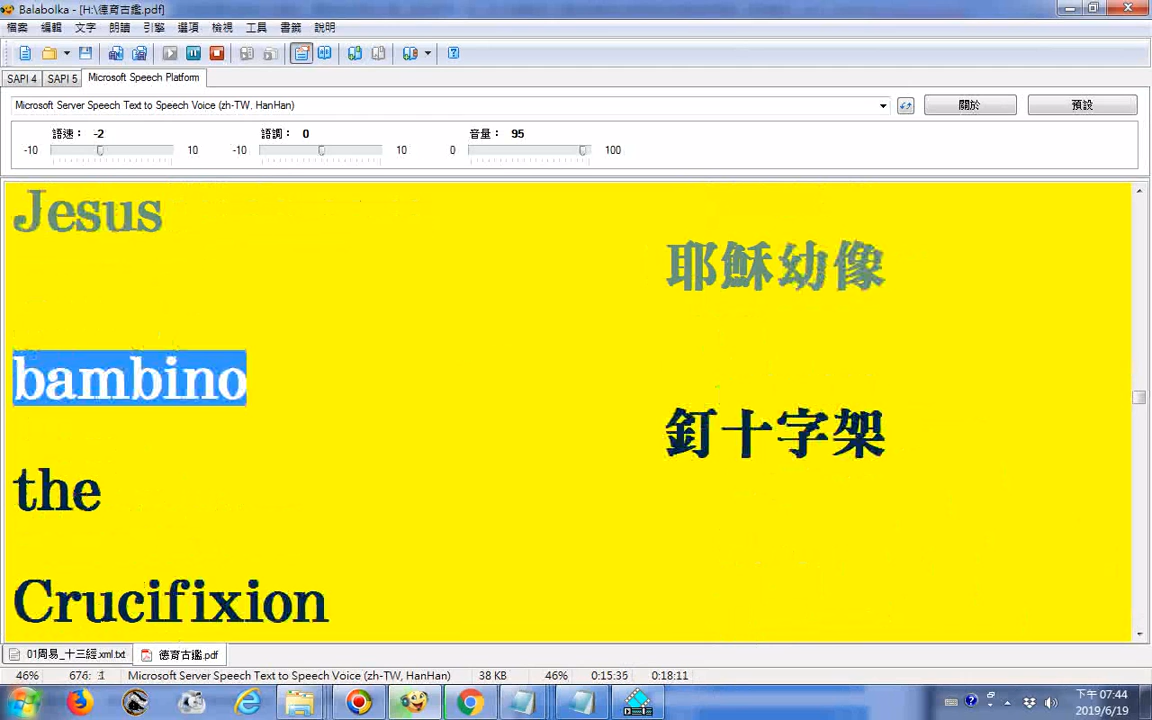 Balabolka - [H:\德育古鑑.pdf]
檔案 編輯 文字 朗讀 引擎 選項 檢視 工具 書籤 說明
SAPI 4 SAPI 5 Microsoft Speech Platform
Microsoft Server Speech Text to Speech Voice (zh-TW, HanHan)
關於 預設
語速： -2 語調： 0 音量： 95
-10 10 -10 10 0 100
Jesus
耶穌幼像
bambino
釘十字架
the
Crucifixion
01周易_十三經.xml.txt 德育古鑑.pdf
46% 676: 1 Microsoft Server Speech Text to Speech Voice (zh-TW, HanHan) 38 KB 46% 0:15:35 0:18:11
下午 07:44
2019/6/19